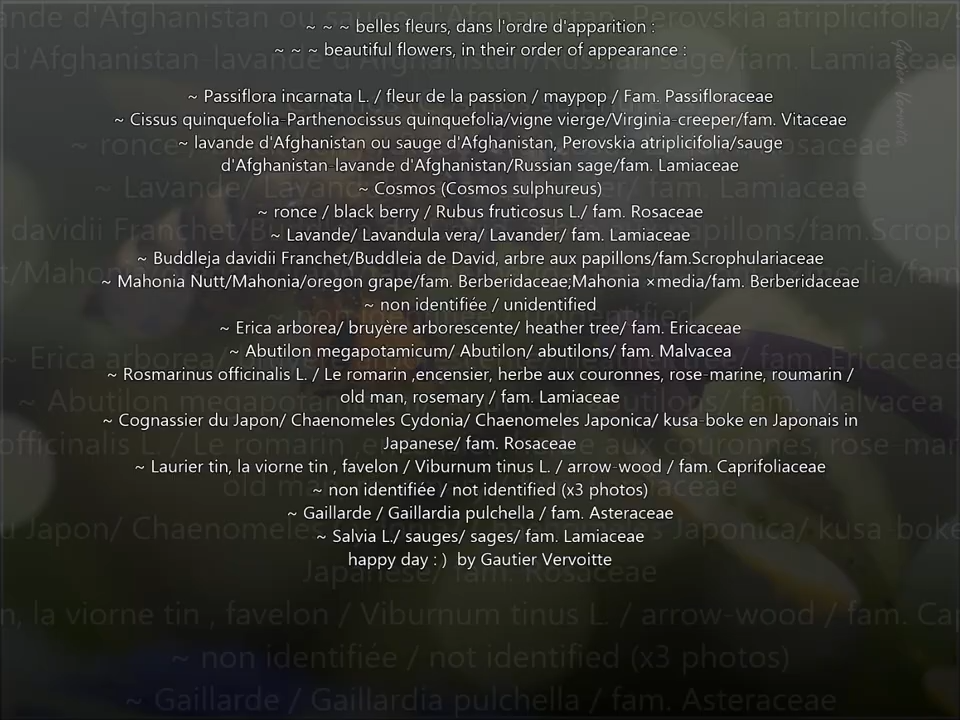 ~ ~ ~ belles fleurs, dans l'ordre d'apparition :
~ ~ ~ beautiful flowers, in their order of appearance :
~ Passiflora incarnata L. / fleur de la passion / maypop / Fam. Passifloraceae
~ Cissus quinquefolia-Parthenocissus quinquefolia/vigne vierge/Virginia-creeper/fam. Vitaceae
~ lavande d'Afghanistan ou sauge d'Afghanistan, Perovskia atriplicifolia/sauge
d'Afghanistan-lavande d'Afghanistan/Russian sage/fam. Lamiaceae
~ Cosmos (Cosmos sulphureus)
~ ronce / black berry / Rubus fruticosus L./ fam. Rosaceae
~ Lavande/ Lavandula vera/ Lavander/ fam. Lamiaceae
~ Buddleja davidii Franchet/Buddleia de David, arbre aux papillons/fam.Scrophulariaceae
~ Mahonia Nutt/Mahonia/oregon grape/fam. Berberidaceae;Mahonia ×media/fam. Berberidaceae
~ non identifiée / unidentified
~ Erica arborea/ bruyère arborescente/ heather tree/ fam. Ericaceae
~ Abutilon megapotamicum/ Abutilon/ abutilons/ fam. Malvacea
~ Rosmarinus officinalis L. / Le romarin ,encensier, herbe aux couronnes, rose-marine, roumarin /
old man, rosemary / fam. Lamiaceae
~ Cognassier du Japon/ Chaenomeles Cydonia/ Chaenomeles Japonica/ kusa-boke en Japonais in
Japanese/ fam. Rosaceae
~ Laurier tin, la viorne tin , favelon / Viburnum tinus L. / arrow-wood / fam. Caprifoliaceae
~ non identifiée / not identified (x3 photos)
~ Gaillarde / Gaillardia pulchella / fam. Asteraceae
~ Salvia L./ sauges/ sages/ fam. Lamiaceae
happy day : )  by Gautier Vervoitte